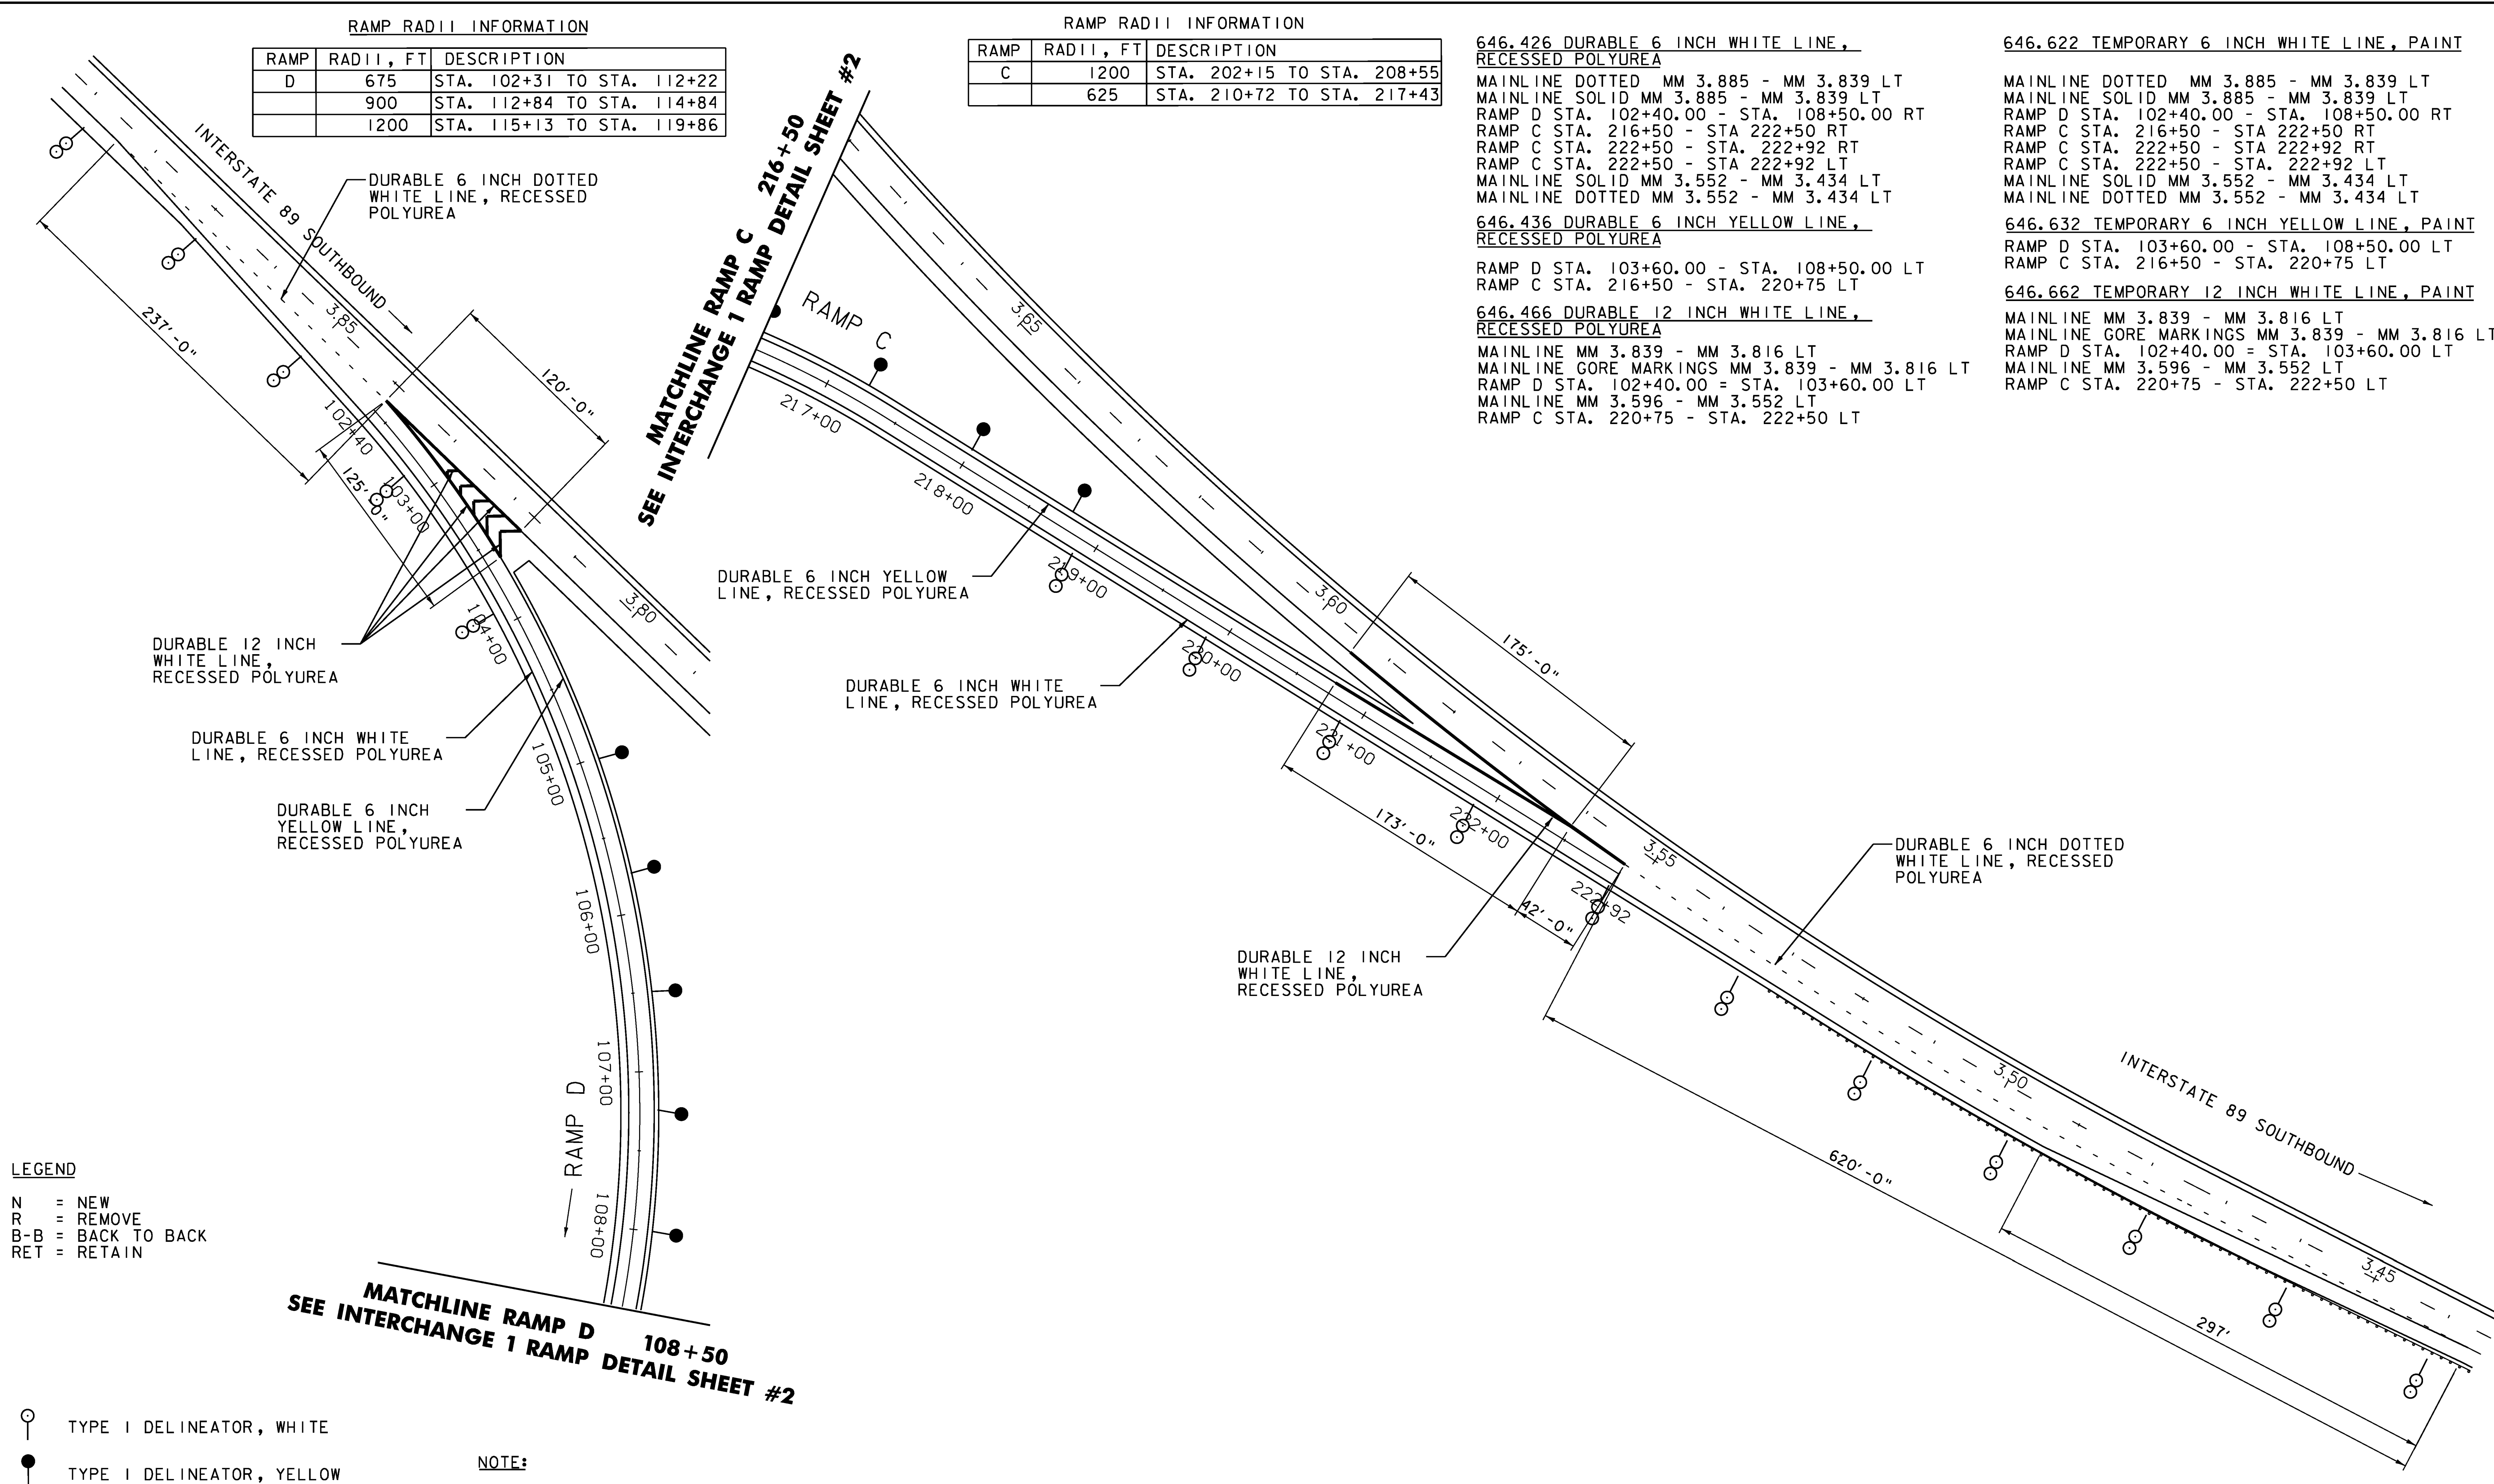 RAMP RADII INFORMATION
RAMP RADII, FT DESCRIPTION
D 675 STA. 102+31 TO STA. 112+22
900 STA. 112+84 TO STA. 114+84
1200 STA. 115+13 TO STA. 119+86
RAMP RADII INFORMATION
RAMP RADII, FT DESCRIPTION
C 1200 STA. 202+15 TO STA. 208+55
625 STA. 210+72 TO STA. 217+43
646.426 DURABLE 6 INCH WHITE LINE,
RECESSED POLYUREA
MAINLINE DOTTED MM 3.885 - MM 3.839 LT
MAINLINE SOLID MM 3.885 - MM 3.839 LT
RAMP D STA. 102+40.00 - STA. 108+50.00 RT
RAMP C STA. 216+50 - STA 222+50 RT
RAMP C STA. 222+50 - STA 222+92 RT
RAMP C STA. 222+50 - STA 222+92 LT
MAINLINE SOLID MM 3.552 - MM 3.434 LT
MAINLINE DOTTED MM 3.552 - MM 3.434 LT
646.436 DURABLE 6 INCH YELLOW LINE,
RECESSED POLYUREA
RAMP D STA. 103+60.00 - STA. 108+50.00 LT
RAMP C STA. 216+50 - STA. 220+75 LT
646.466 DURABLE 12 INCH WHITE LINE,
RECESSED POLYUREA
MAINLINE MM 3.839 - MM 3.816 LT
MAINLINE GORE MARKINGS MM 3.839 - MM 3.816 LT
RAMP D STA. 102+40.00 = STA. 103+60.00 LT
MAINLINE MM 3.596 - MM 3.552 LT
RAMP C STA. 220+75 - STA. 222+50 LT
646.622 TEMPORARY 6 INCH WHITE LINE, PAINT
MAINLINE DOTTED MM 3.885 - MM 3.839 LT
MAINLINE SOLID MM 3.885 - MM 3.839 LT
RAMP D STA. 102+40.00 - STA. 108+50.00 RT
RAMP C STA. 216+50 - STA 222+50 RT
RAMP C STA. 222+50 - STA 222+92 RT
RAMP C STA. 222+50 - STA. 222+92 LT
MAINLINE SOLID MM 3.552 - MM 3.434 LT
MAINLINE DOTTED MM 3.552 - MM 3.434 LT
646.632 TEMPORARY 6 INCH YELLOW LINE, PAINT
RAMP D STA. 103+60.00 - STA. 108+50.00 LT
RAMP C STA. 216+50 - STA. 220+75 LT
646.662 TEMPORARY 12 INCH WHITE LINE, PAINT
MAINLINE MM 3.839 - MM 3.816 LT
MAINLINE GORE MARKINGS MM 3.839 - MM 3.816 LT
RAMP D STA. 102+40.00 = STA. 103+60.00 LT
MAINLINE MM 3.596 - MM 3.552 LT
RAMP C STA. 220+75 - STA. 222+50 LT
INTERSTATE 89 SOUTHBOUND
DURABLE 6 INCH DOTTED
WHITE LINE, RECESSED
POLYUREA
237'-0"
3.85
120'-0"
102+40
125'-0"
103+00
3.80
104+00
DURABLE 12 INCH
WHITE LINE,
RECESSED POLYUREA
DURABLE 6 INCH WHITE
LINE, RECESSED POLYUREA
105+00
DURABLE 6 INCH
YELLOW LINE,
RECESSED POLYUREA
106+00
107+00
RAMP D
108+00
MATCHLINE RAMP D 108+50
SEE INTERCHANGE 1 RAMP DETAIL SHEET #2
MATCHLINE RAMP C 216+50
SEE INTERCHANGE 1 RAMP DETAIL SHEET #2
RAMP C
3.65
217+00
218+00
DURABLE 6 INCH YELLOW
LINE, RECESSED POLYUREA
219+00
3.60
175'-0"
220+00
DURABLE 6 INCH WHITE
LINE, RECESSED POLYUREA
221+00
173'-0"
222+00
3.55
222+92
42'-0"
DURABLE 12 INCH
WHITE LINE,
RECESSED POLYUREA
DURABLE 6 INCH DOTTED
WHITE LINE, RECESSED
POLYUREA
3.50
INTERSTATE 89 SOUTHBOUND
620'-0"
3.45
297'
LEGEND
N = NEW
R = REMOVE
B-B = BACK TO BACK
RET = RETAIN
TYPE 1 DELINEATOR, WHITE
TYPE 1 DELINEATOR, YELLOW
NOTE: